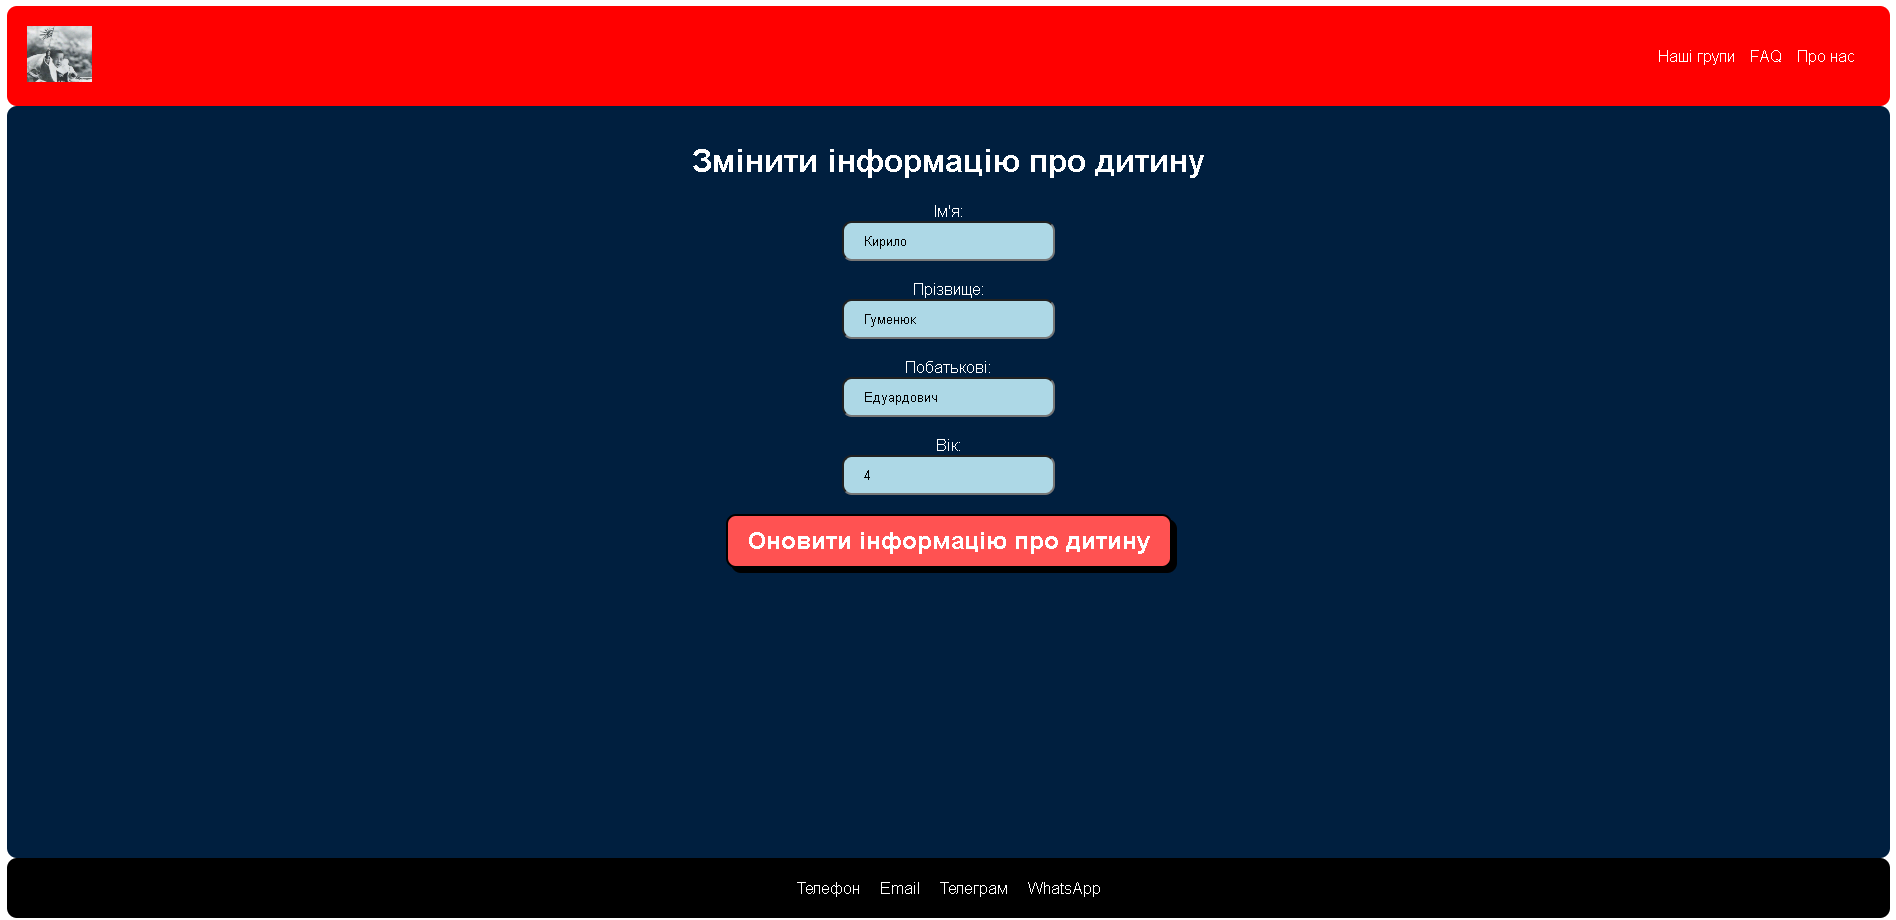 Наші групи FAQ Про нас
Змінити інформацію про дитину
Ім'я:
Кирило
Прізвище:
Гуменюк
Побатькові:
Едуардович
Вік:
4
Оновити інформацію про дитину
Телефон Email Телеграм WhatsApp